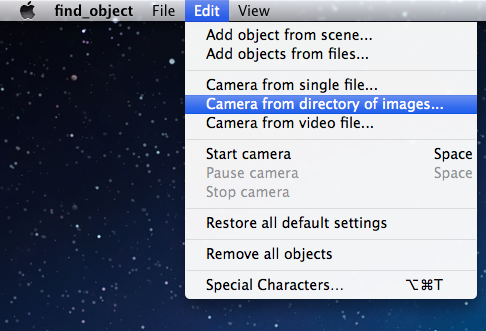 find_object File Edit View
Add object from scene...
Add objects from files...
Camera from single file...
Camera from directory of images...
Camera from video file...
Start camera Space
Pause camera Space
Stop camera
Restore all default settings
Remove all objects
Special Characters... ⌥⌘T